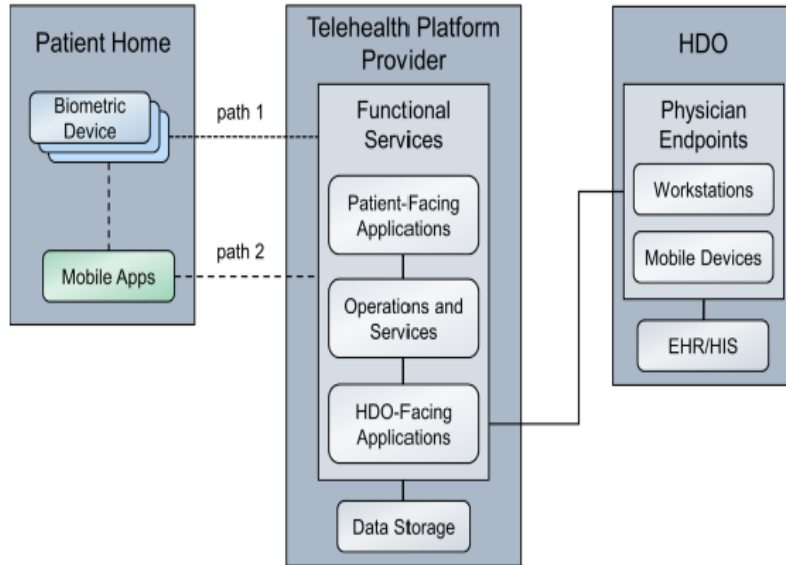 Patient Home
Biometric
Device
Mobile Apps
path 1
path 2
Telehealth Platform
Provider
Functional
Services
Patient-Facing
Applications
Operations and
Services
HDO-Facing
Applications
Data Storage
HDO
Physician
Endpoints
Workstations
Mobile Devices
EHR/HIS